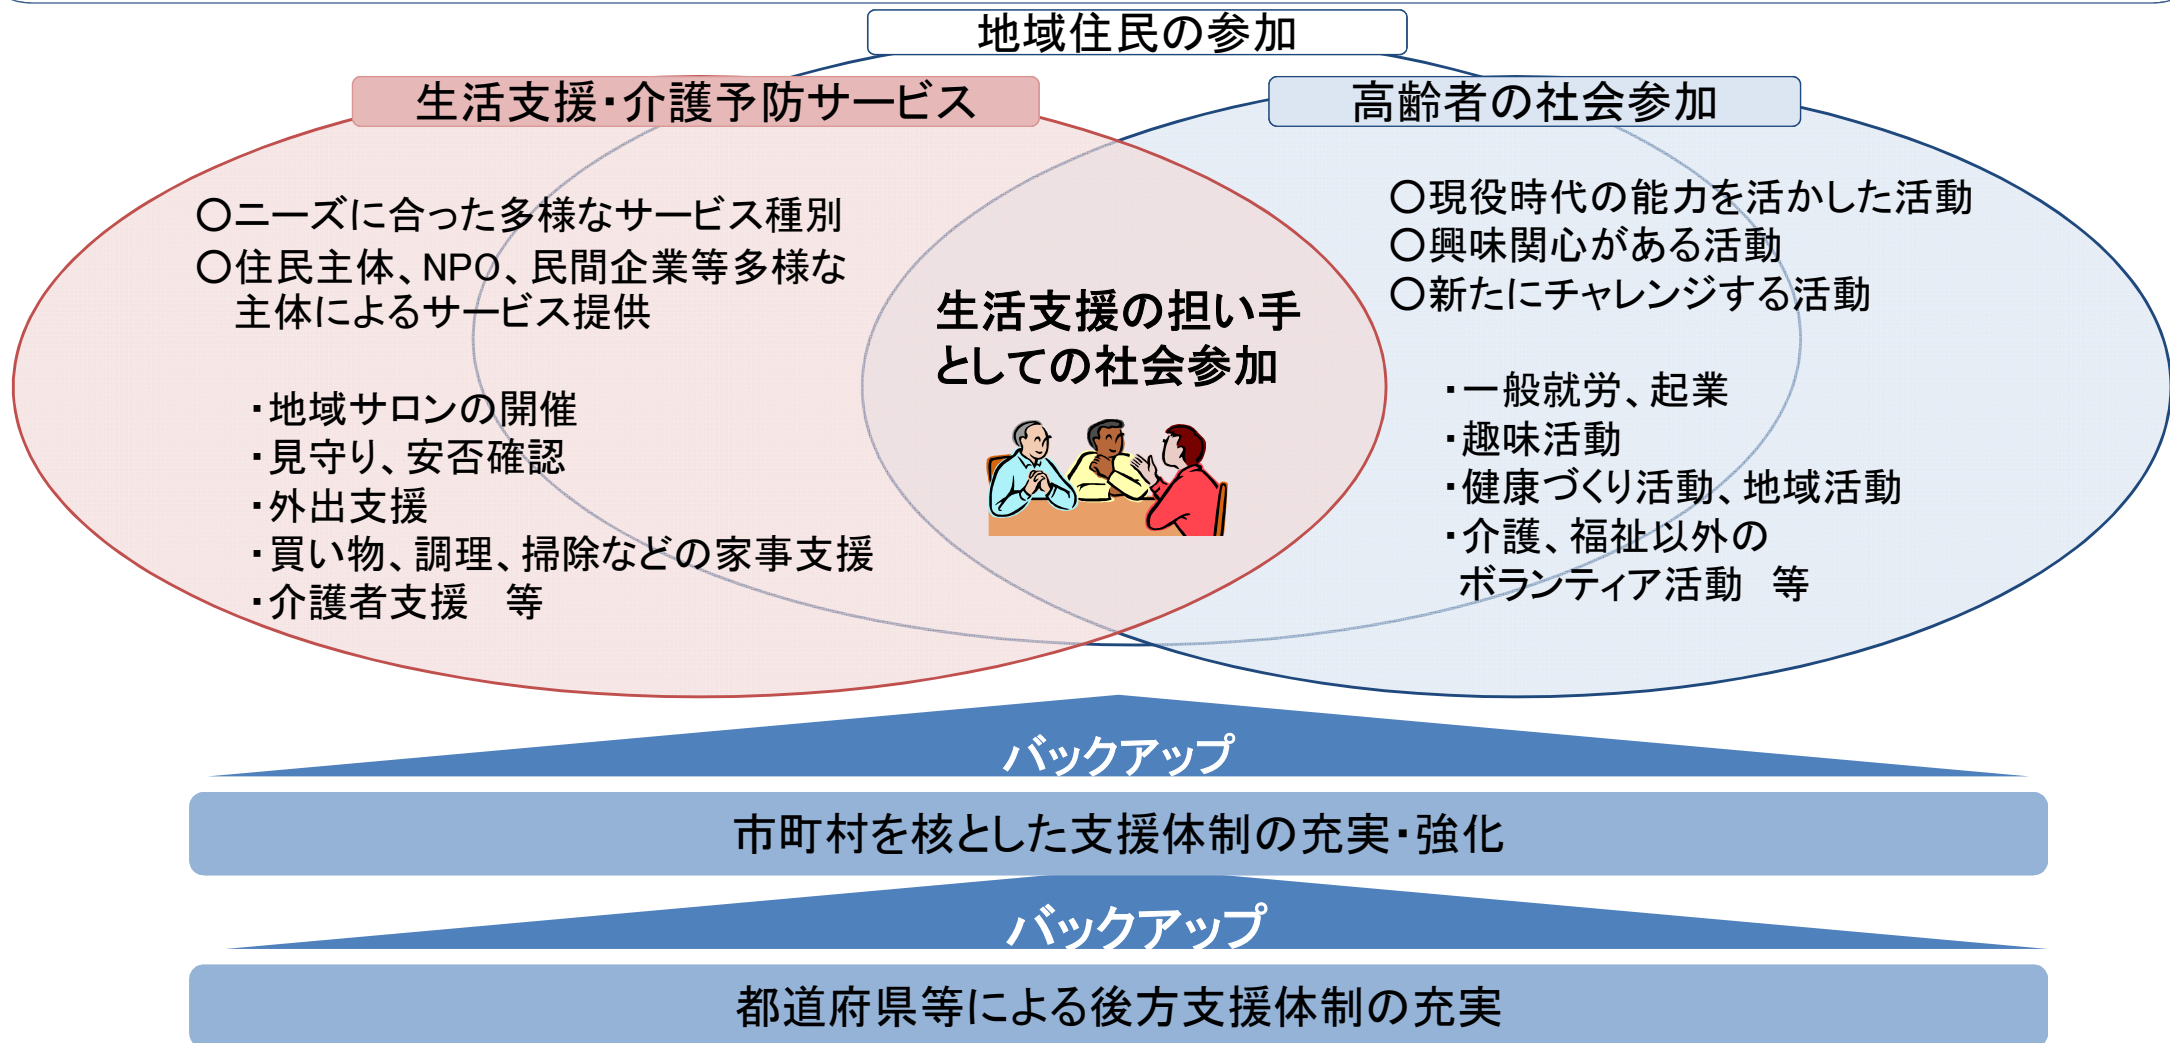 地域住民の参加
生活支援・介護予防サービス
〇ニーズに合った多様なサービス種別
〇住民主体、NPO、民間企業等多様な
主体によるサービス提供
・地域サロンの開催
・見守り、安否確認
・外出支援
・買い物、調理、掃除などの家事支援
・介護者支援　等
生活支援の担い手
としての社会参加
高齢者の社会参加
〇現役時代の能力を活かした活動
〇興味関心がある活動
〇新たにチャレンジする活動
・一般就労、起業
・趣味活動
・健康づくり活動、地域活動
・介護、福祉以外の
ボランティア活動　等
バックアップ
市町村を核とした支援体制の充実・強化
バックアップ
都道府県等による後方支援体制の充実